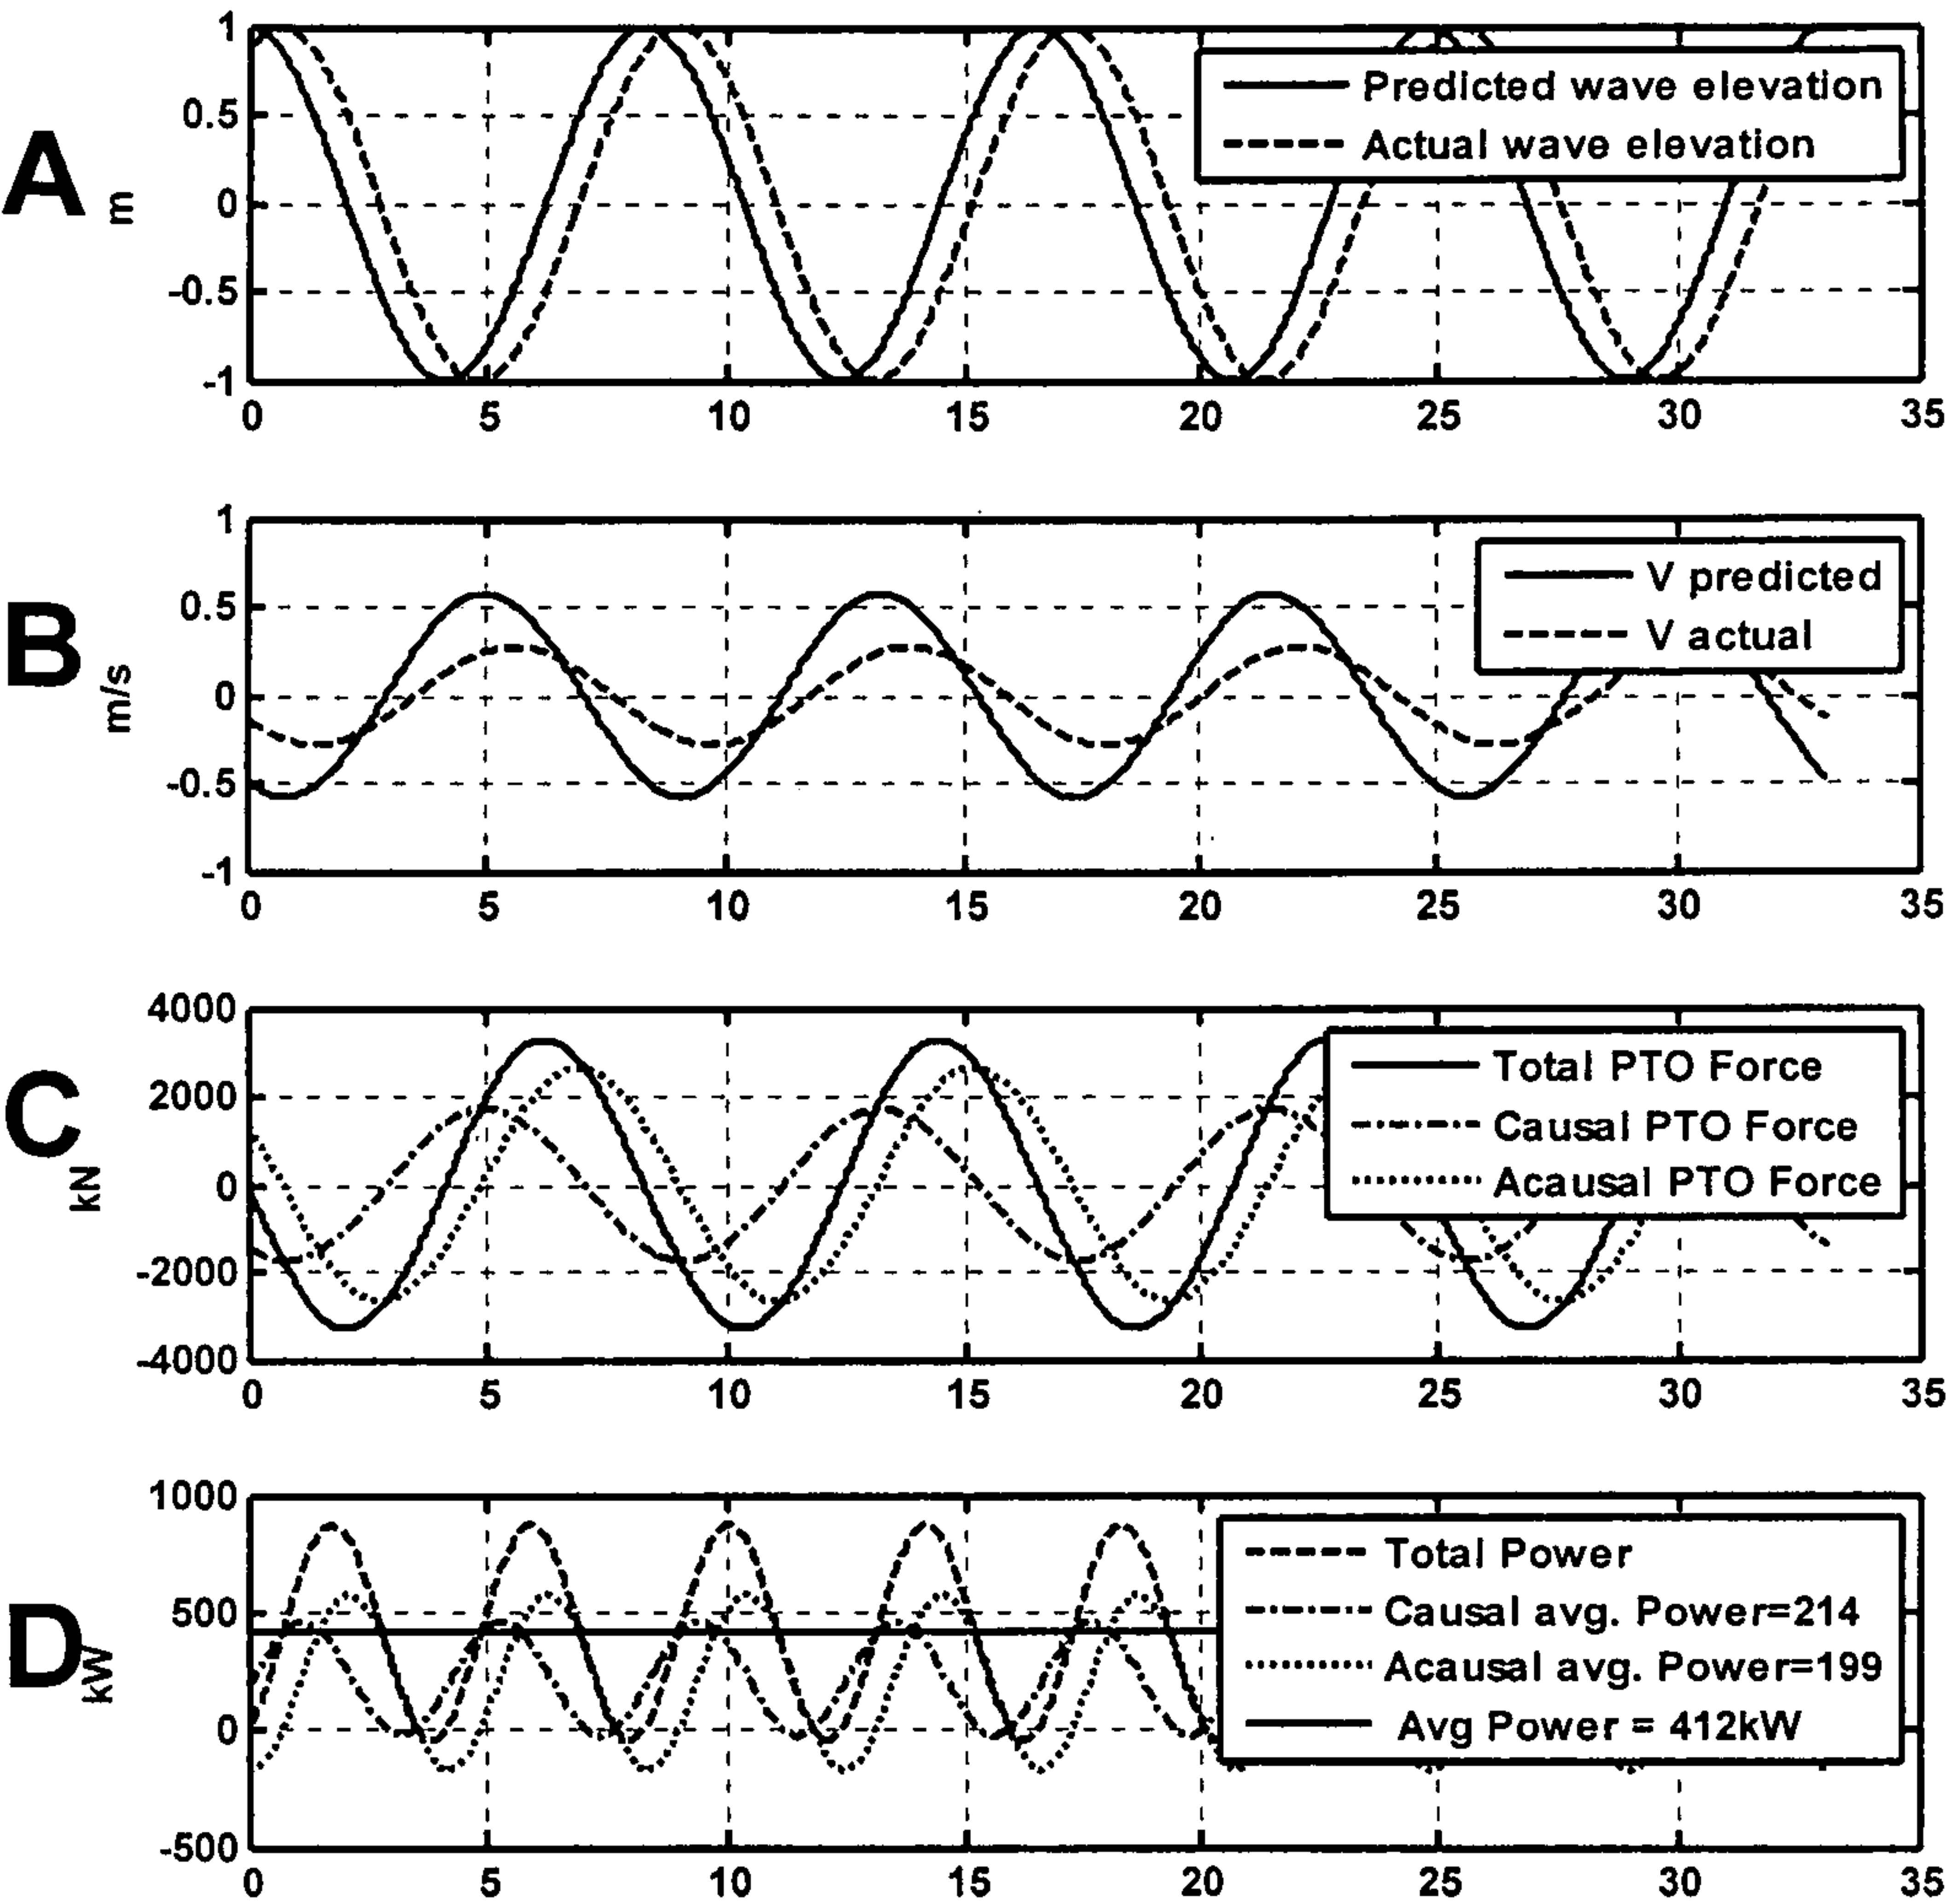 A
m
1
0.5
0
-0.5
-1
Predicted wave elevation
Actual wave elevation
0 5 10 15 20 25 30 35
B
m/s
1
0.5
0
-0.5
-1
V predicted
V actual
0 5 10 15 20 25 30 35
C
kN
4000
2000
0
-2000
-4000
Total PTO Force
Causal PTO Force
Acausal PTO Force
0 5 10 15 20 25 30 35
D
kW
1000
500
0
-500
Total Power
Causal avg. Power=214
Acausal avg. Power=199
Avg Power = 412kW
0 5 10 15 20 25 30 35